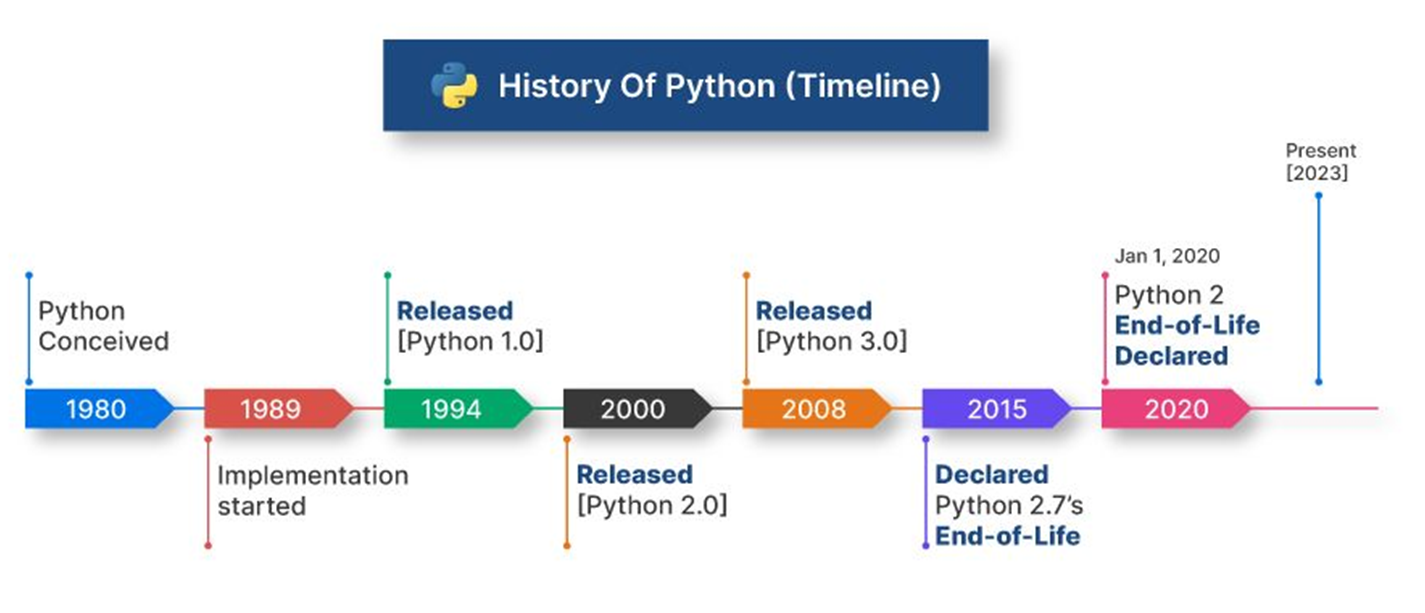 History Of Python (Timeline)
Present
[2023]
Jan 1, 2020
Python
Conceived
Released
[Python 1.0]
Released
[Python 3.0]
Python 2
End-of-Life
Declared
1980
1989
1994
2000
2008
2015
2020
Implementation
started
Released
[Python 2.0]
Declared
Python 2.7’s
End-of-Life